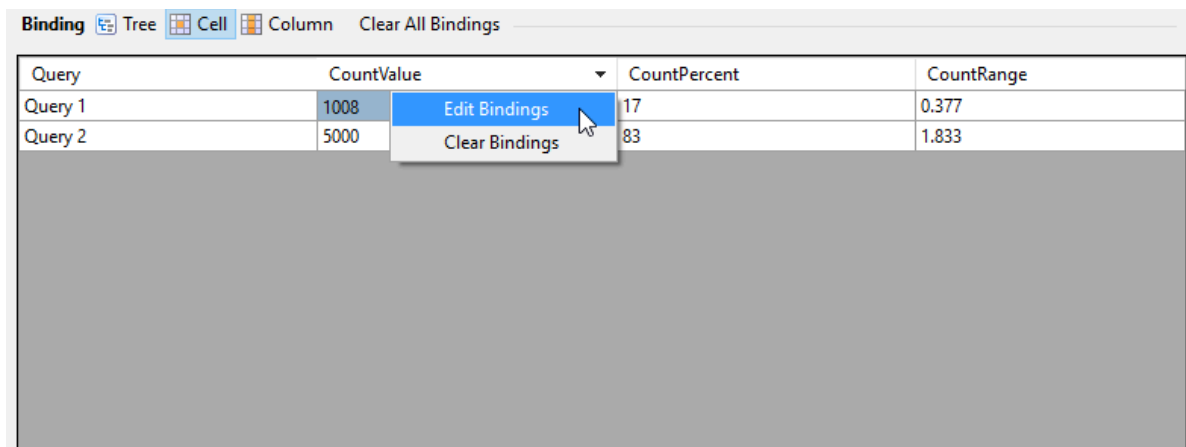 Binding Tree Cell Column Clear All Bindings
Query CountValue CountPercent CountRange
Query 1 1008 Edit Bindings 17 0.377
Query 2 5000 Clear Bindings 83 1.833